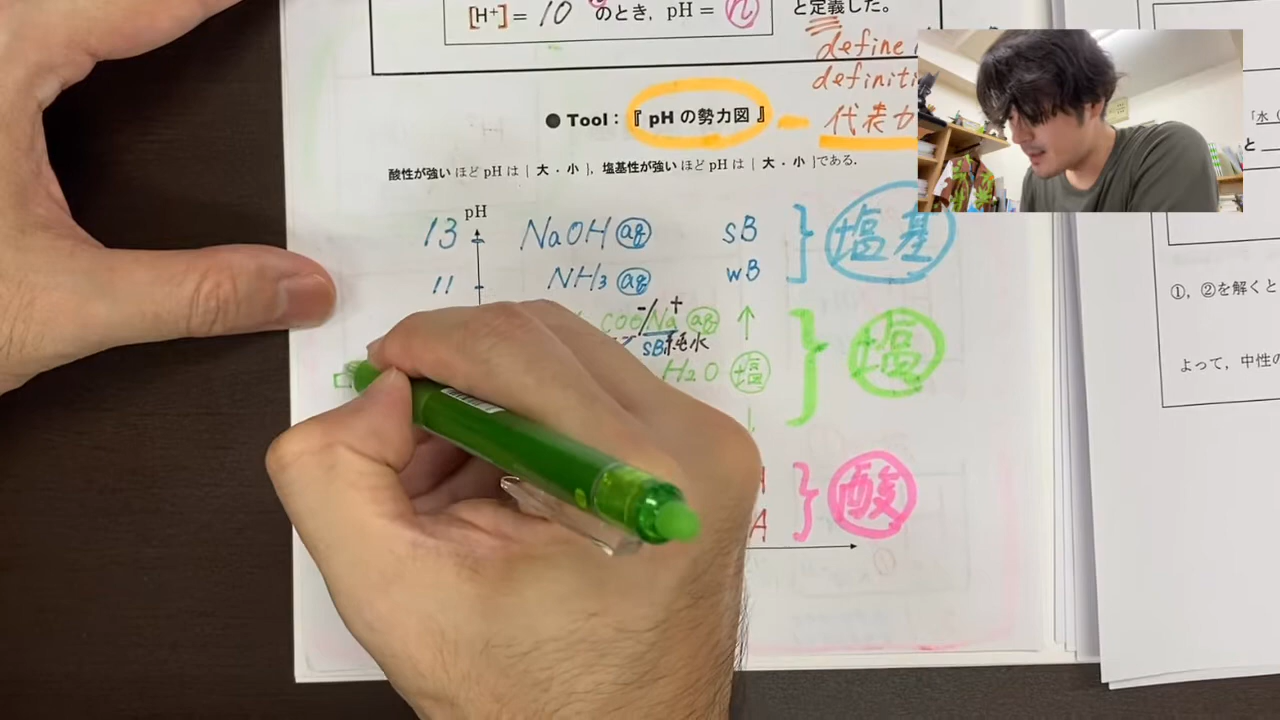 [H⁺] = 10 のとき, pH = n と定義した。
define
definiti
● Tool：『 pH の勢力図 』 代表
酸性が強い ほど pH は [ 大 ・ 小 ], 塩基性が強い ほど pH は [ 大 ・ 小 ]である.
pH
13 NaOH aq sB 塩基
11 NH₃ aq wB
COO⁻/Na⁺ aq ↑ 塩
sB 純水
H₂O 塩
↓
酸
A
「水
と
①, ②を解くと
よって, 中性の